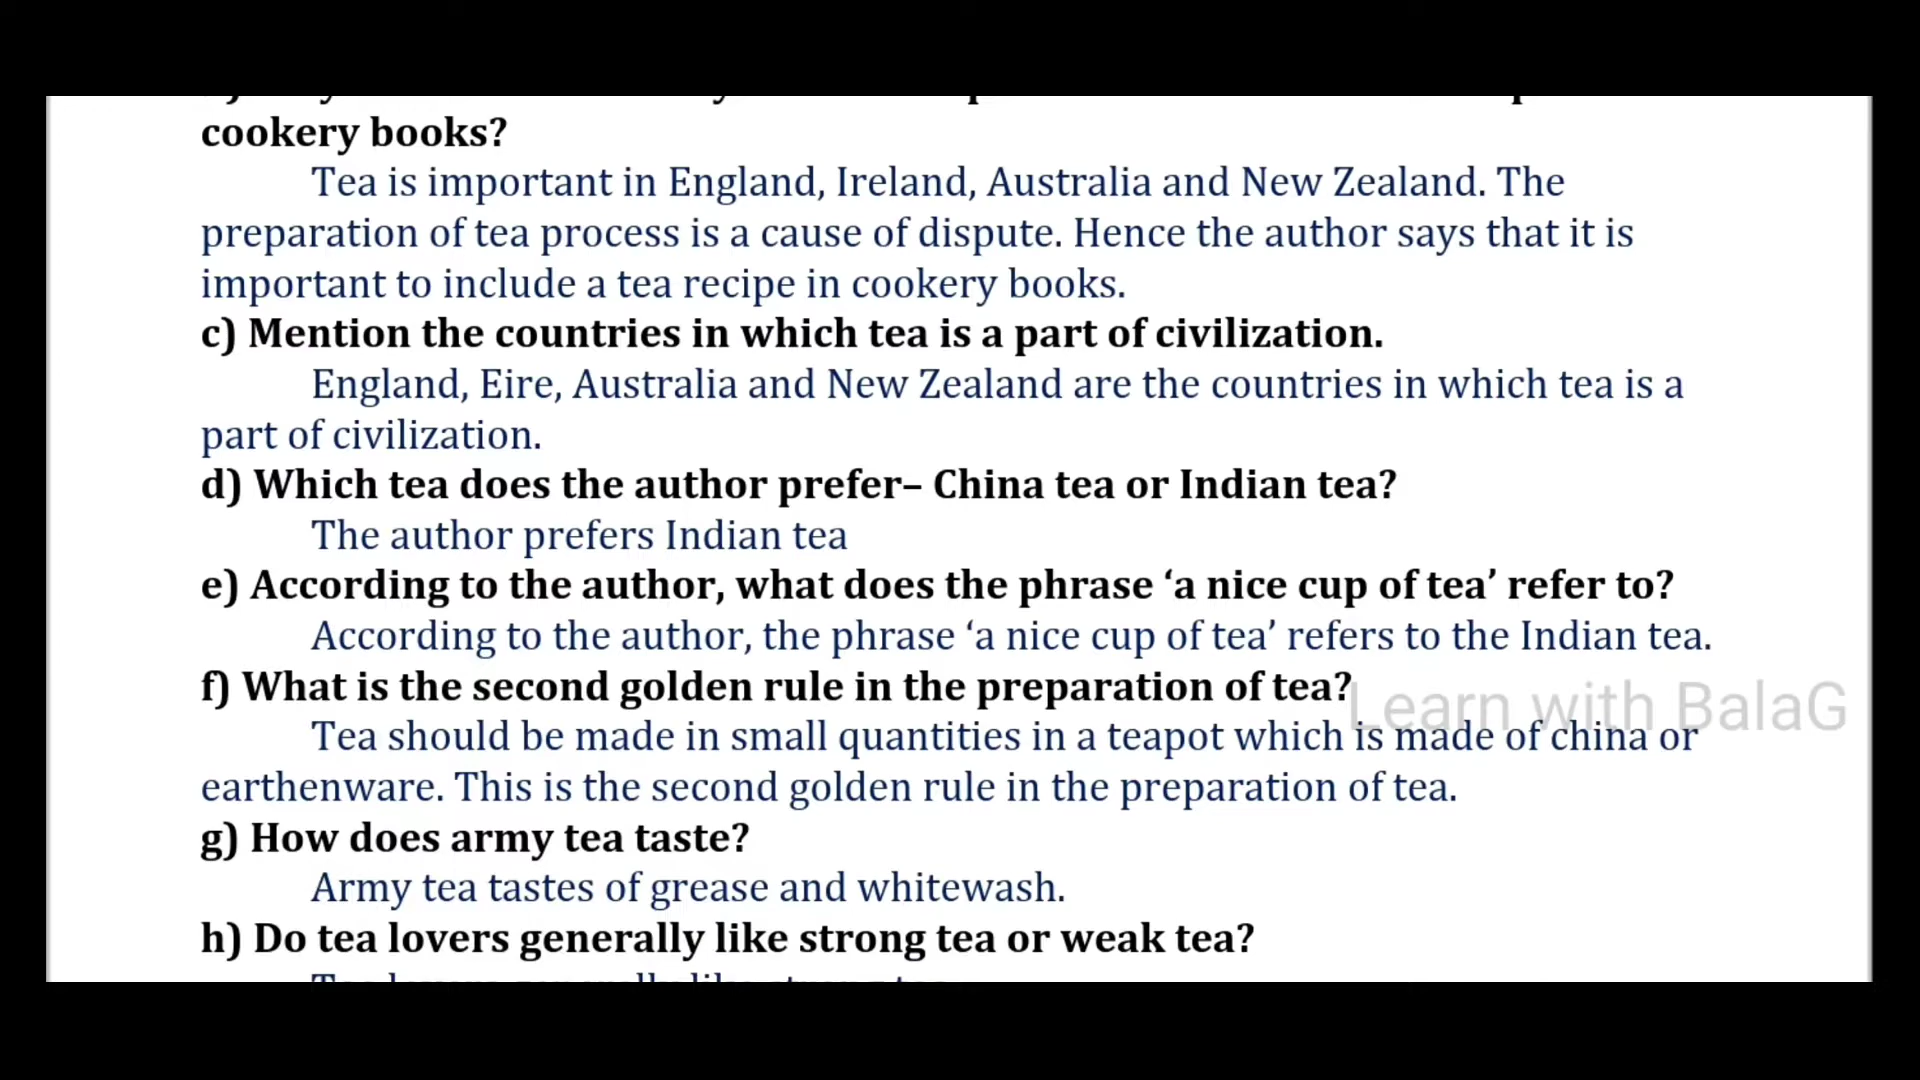 cookery books?
Tea is important in England, Ireland, Australia and New Zealand. The
preparation of tea process is a cause of dispute. Hence the author says that it is
important to include a tea recipe in cookery books.
c) Mention the countries in which tea is a part of civilization.
England, Eire, Australia and New Zealand are the countries in which tea is a
part of civilization.
d) Which tea does the author prefer– China tea or Indian tea?
The author prefers Indian tea
e) According to the author, what does the phrase ‘a nice cup of tea’ refer to?
According to the author, the phrase ‘a nice cup of tea’ refers to the Indian tea.
f) What is the second golden rule in the preparation of tea?
Learn with BalaG
Tea should be made in small quantities in a teapot which is made of china or
earthenware. This is the second golden rule in the preparation of tea.
g) How does army tea taste?
Army tea tastes of grease and whitewash.
h) Do tea lovers generally like strong tea or weak tea?